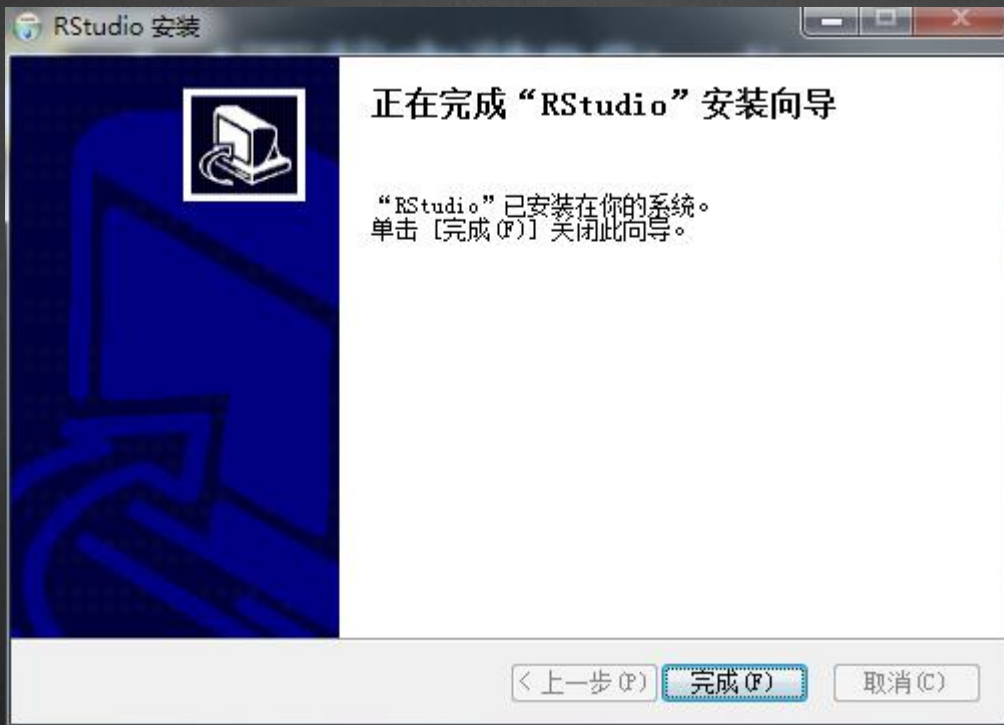 RStudio 安装
正在完成“RStudio”安装向导
“RStudio”已安装在你的系统。
单击 [完成(F)] 关闭此向导。
< 上一步(P)
完成(F)
取消(C)